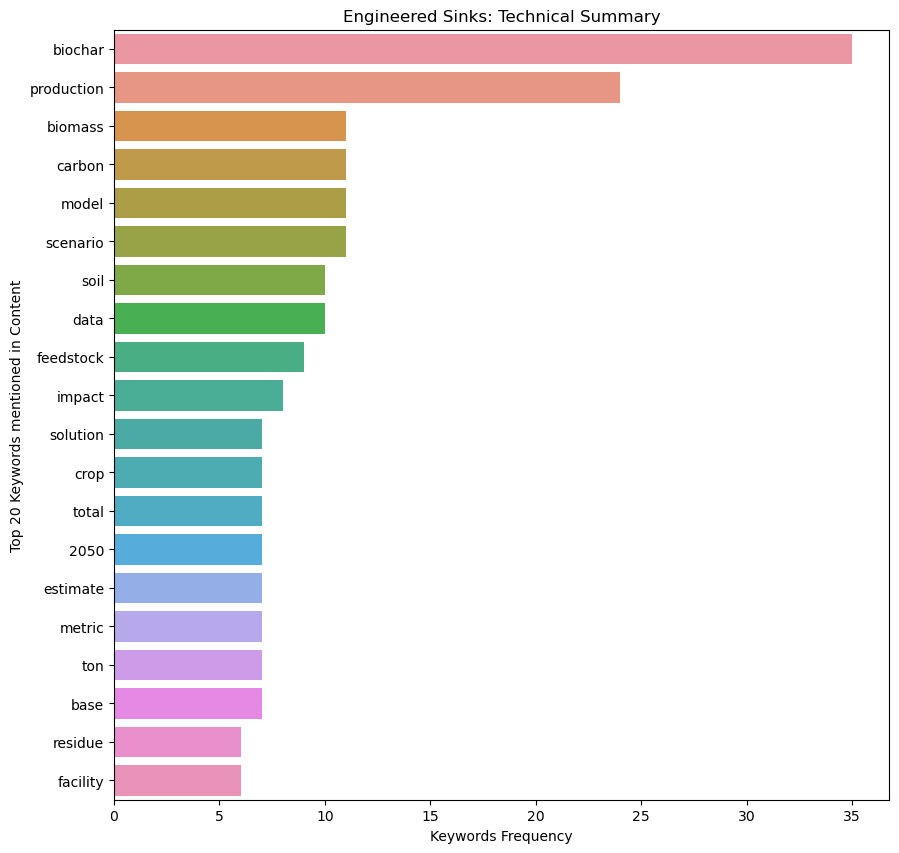 Engineered Sinks: Technical Summary
Top 20 Keywords mentioned in Content
biochar
production
biomass
carbon
model
scenario
soil
data
feedstock
impact
solution
crop
total
2050
estimate
metric
ton
base
residue
facility
0 5 10 15 20 25 30 35
Keywords Frequency